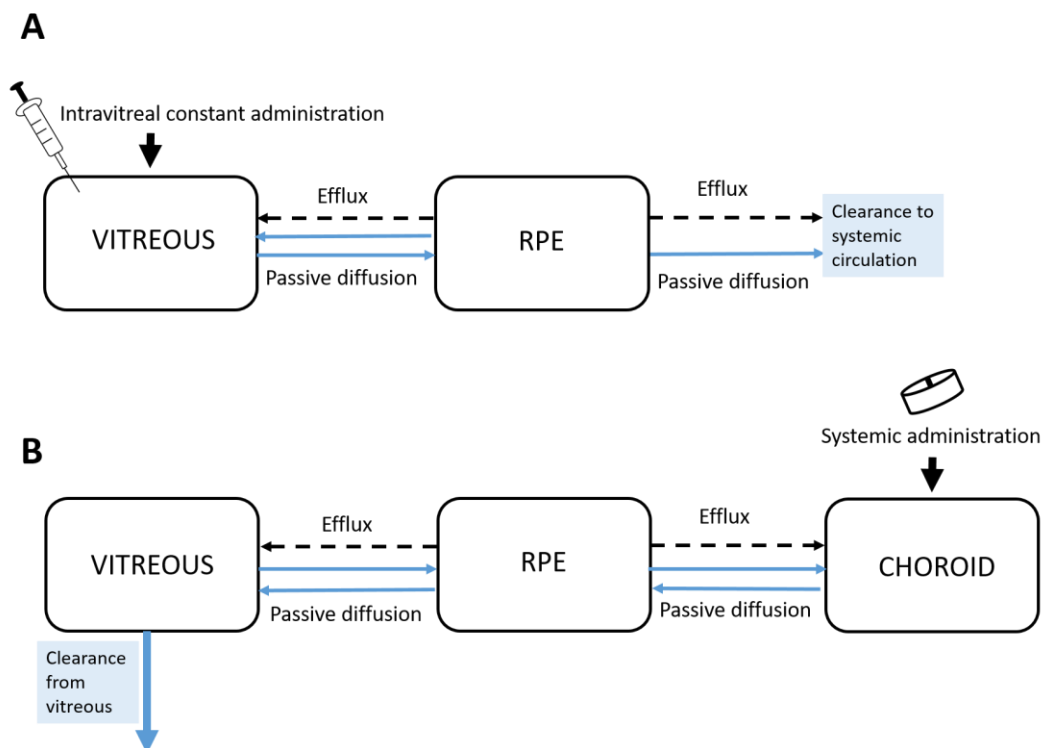 A
Intravitreal constant administration
VITREOUS
Efflux
Passive diffusion
RPE
Efflux
Passive diffusion
Clearance to
systemic
circulation
B
Systemic administration
VITREOUS
Efflux
Passive diffusion
RPE
Efflux
Passive diffusion
CHOROID
Clearance
from
vitreous